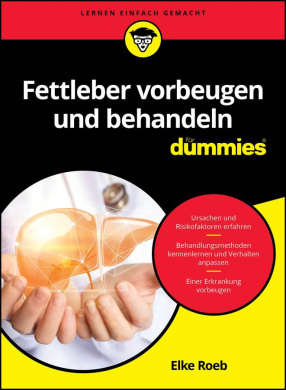 LERNEN EINFACH GEMACHT
Fettleber vorbeugen
und behandeln
für
dummies®
Ursachen und
Risikofaktoren erfahren
Behandlungsmethoden
kennenlernen und Verhalten
anpassen
Einer Erkrankung
vorbeugen
Elke Roeb